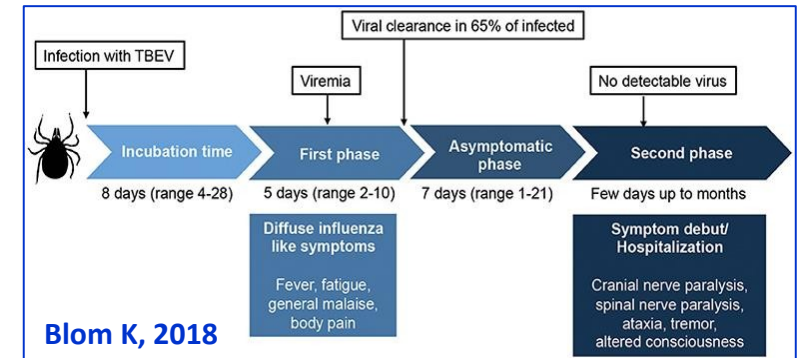 Viral clearance in 65% of infected
Infection with TBEV
Viremia
No detectable virus
Incubation time
First phase
Asymptomatic
phase
Second phase
8 days (range 4-28)
5 days (range 2-10)
7 days (range 1-21)
Few days up to months
Diffuse influenza
like symptoms
Fever, fatigue,
general malaise,
body pain
Symptom debut/
Hospitalization
Cranial nerve paralysis,
spinal nerve paralysis,
ataxia, tremor,
altered consciousness
Blom K, 2018